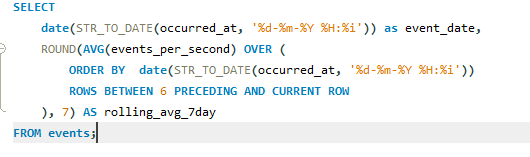 SELECT
date(STR_TO_DATE(occurred_at, '%d-%m-%Y %H:%i')) as event_date,
ROUND(AVG(events_per_second) OVER (
ORDER BY  date(STR_TO_DATE(occurred_at, '%d-%m-%Y %H:%i'))
ROWS BETWEEN 6 PRECEDING AND CURRENT ROW
), 7) AS rolling_avg_7day
FROM events;